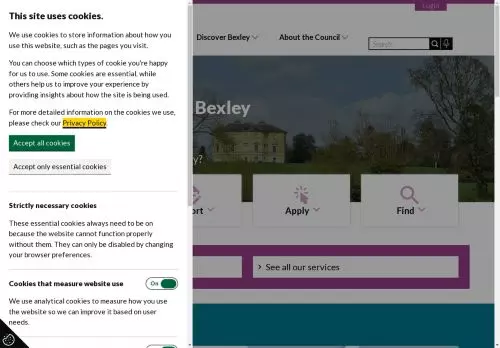 This site uses cookies.
We use cookies to store information about how you
use this website, such as the pages you visit.
You can choose which types of cookie you're happy
for us to use. Some cookies are essential, while
others help us to improve your experience by
providing insights about how the site is being used.
For more detailed information on the cookies we use,
please check our Privacy Policy
Accept all cookies
Accept only essential cookies
Strictly necessary cookies
These essential cookies always need to be on
because the website cannot function properly
without them. They can only be disabled by changing
your browser preferences.
Cookies that measure website use
On
We use analytical cookies to measure how you use
the website so we can improve it based on user
needs.
Login
Discover Bexley
About the Council
Search
Bexley
y?
ort
Apply
Find
See all our services